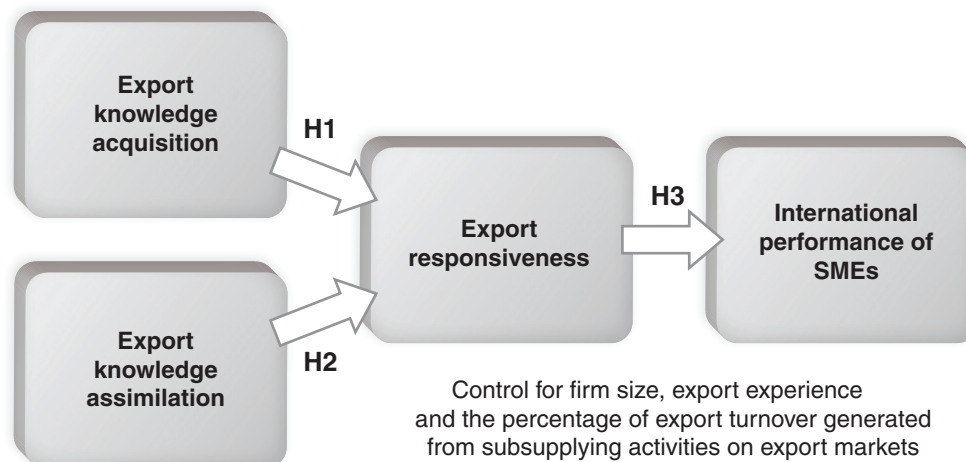 Export
knowledge
acquisition
H1
Export
responsiveness
H3
International
performance of
SMEs
Export
knowledge
assimilation
H2
Control for firm size, export experience
and the percentage of export turnover generated
from subsupplying activities on export markets